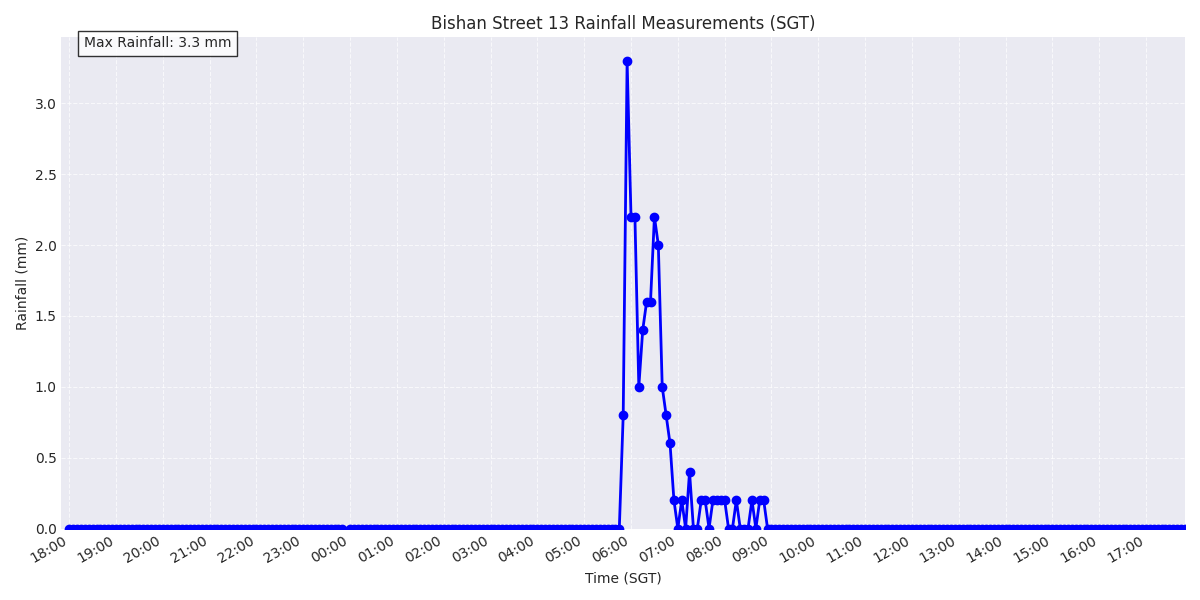 Bishan Street 13 Rainfall Measurements (SGT)
Max Rainfall: 3.3 mm
Rainfall (mm)
3.0
2.5
2.0
1.5
1.0
0.5
0.0
18:00 19:00 20:00 21:00 22:00 23:00 00:00 01:00 02:00 03:00 04:00 05:00 06:00 07:00 08:00 09:00 10:00 11:00 12:00 13:00 14:00 15:00 16:00 17:00
Time (SGT)